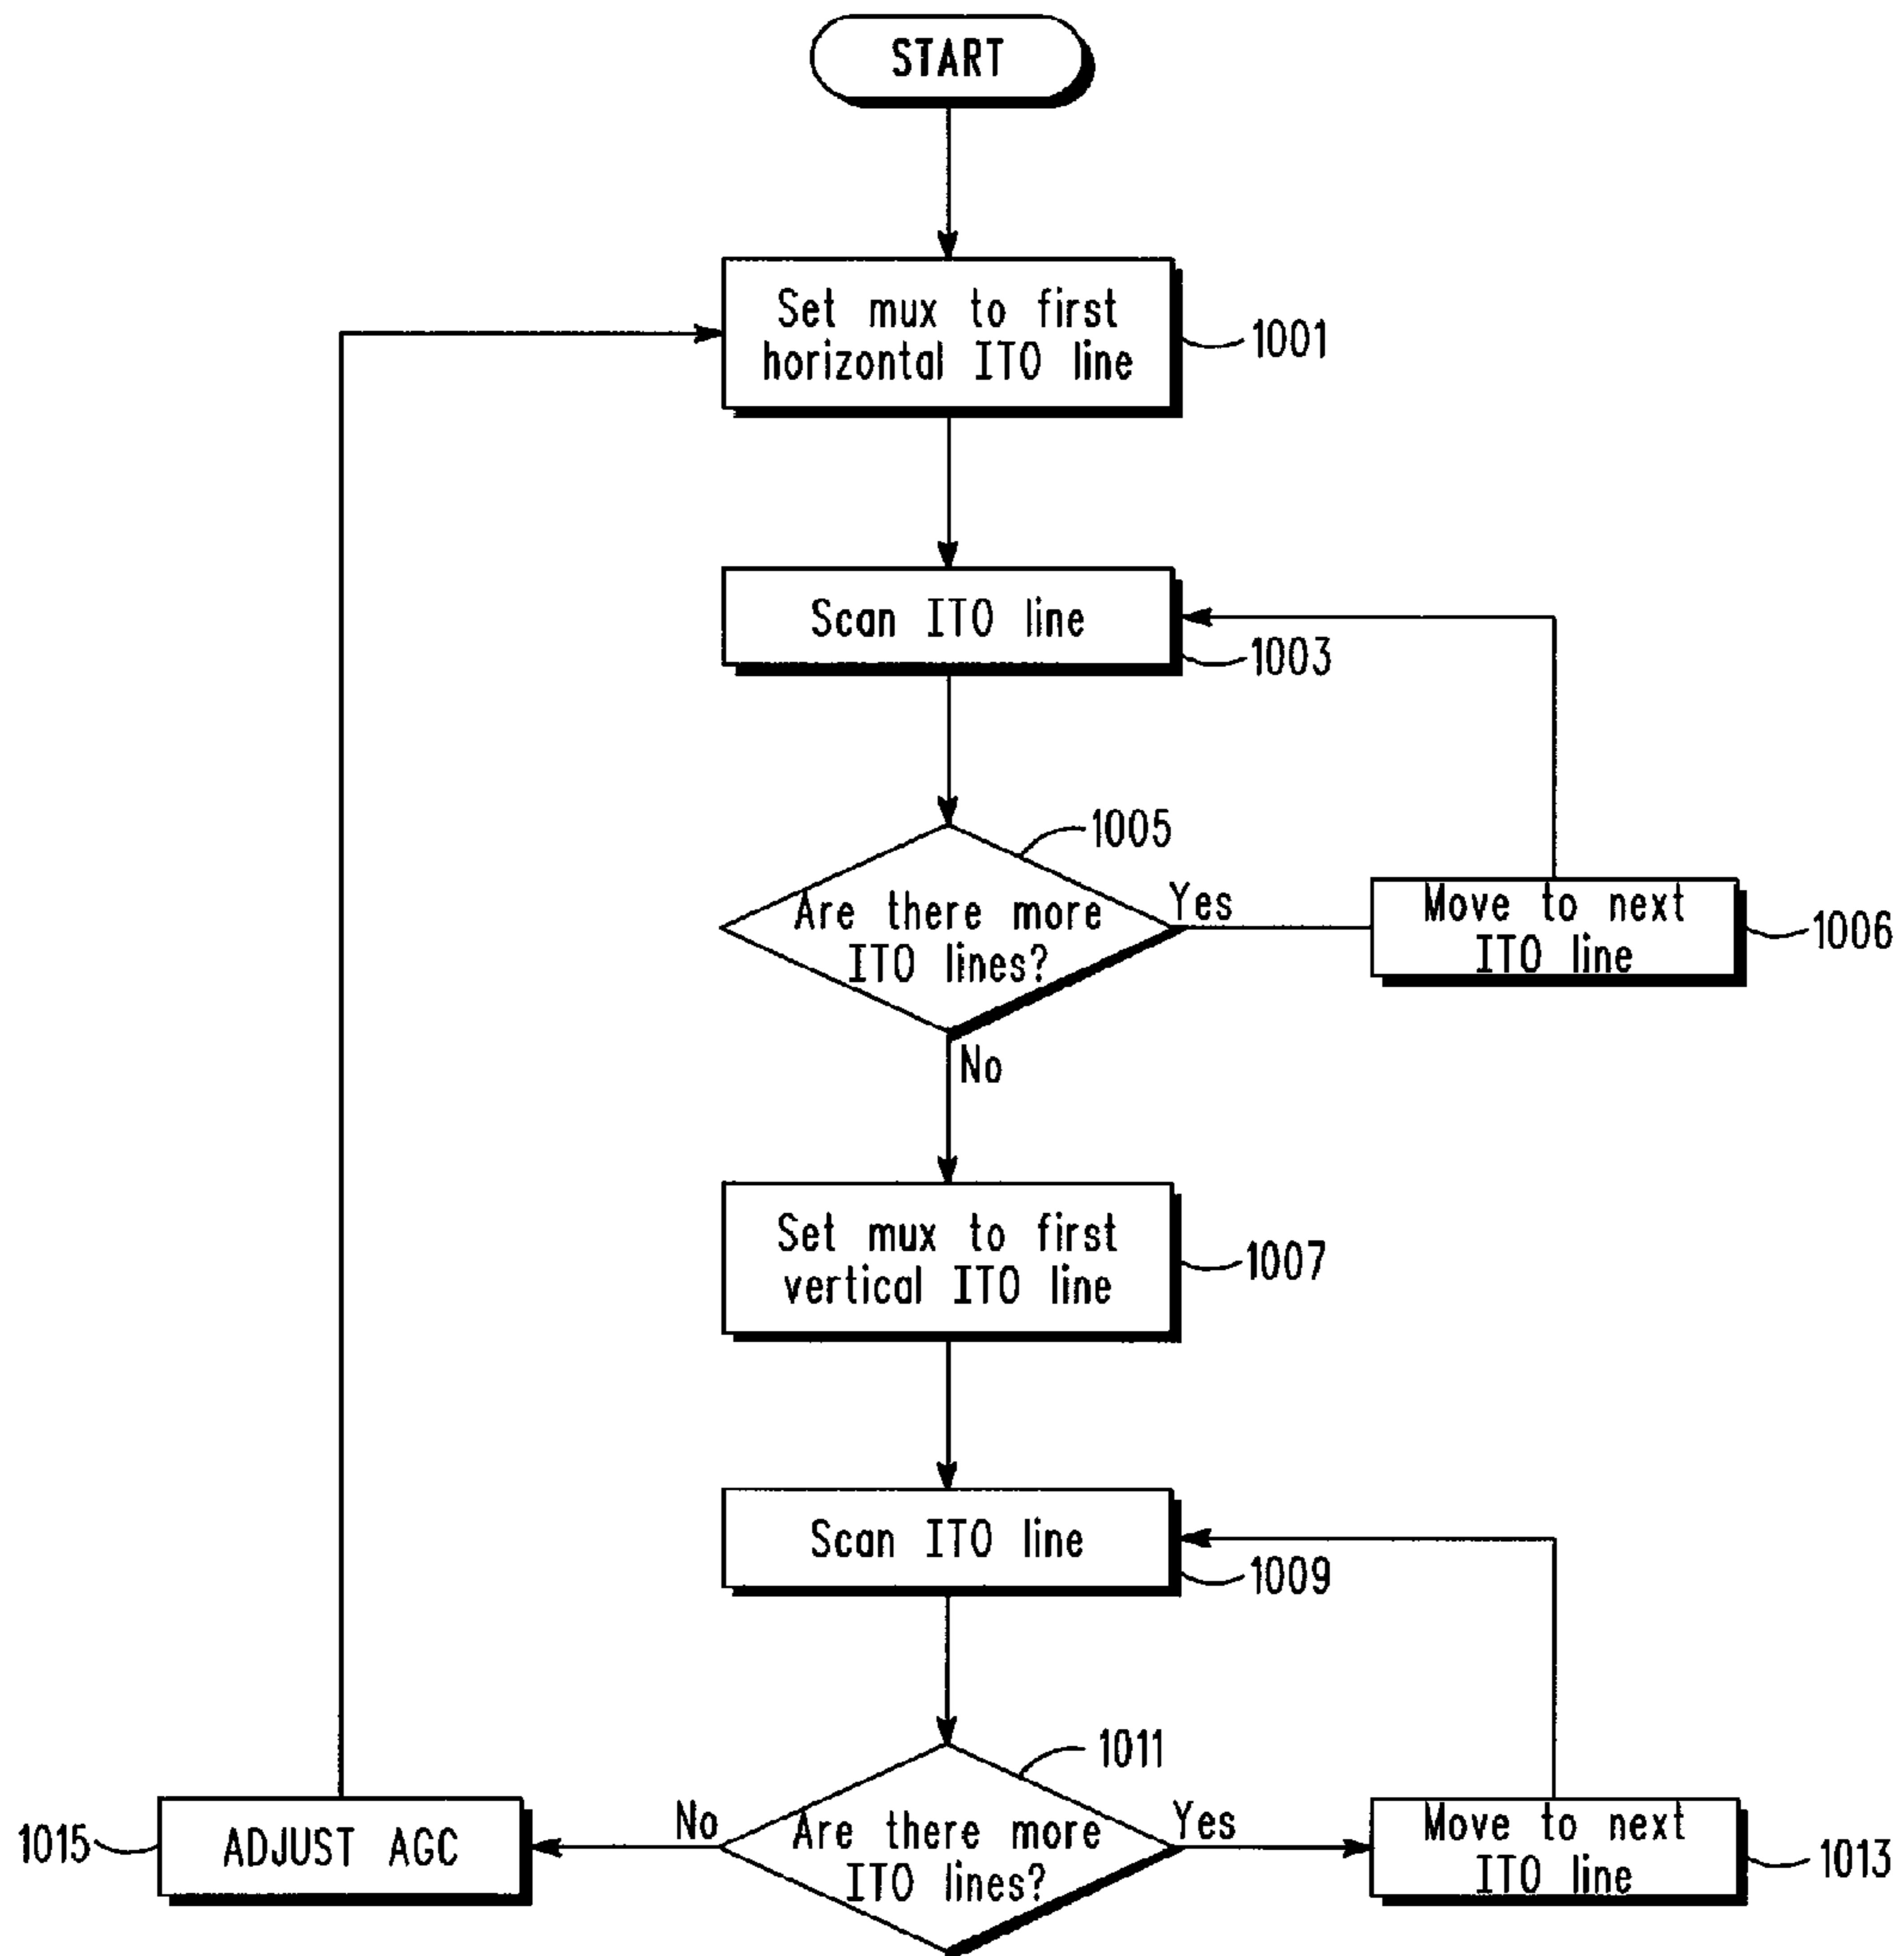 START
Set mux to first
horizontal ITO line
1001
Scan ITO line
1003
1005
Are there more
ITO lines?
Yes
Move to next
ITO line
1006
No
Set mux to first
vertical ITO line
1007
Scan ITO line
1009
1011
Are there more
ITO lines?
Yes
Move to next
ITO line
1013
No
ADJUST AGC
1015